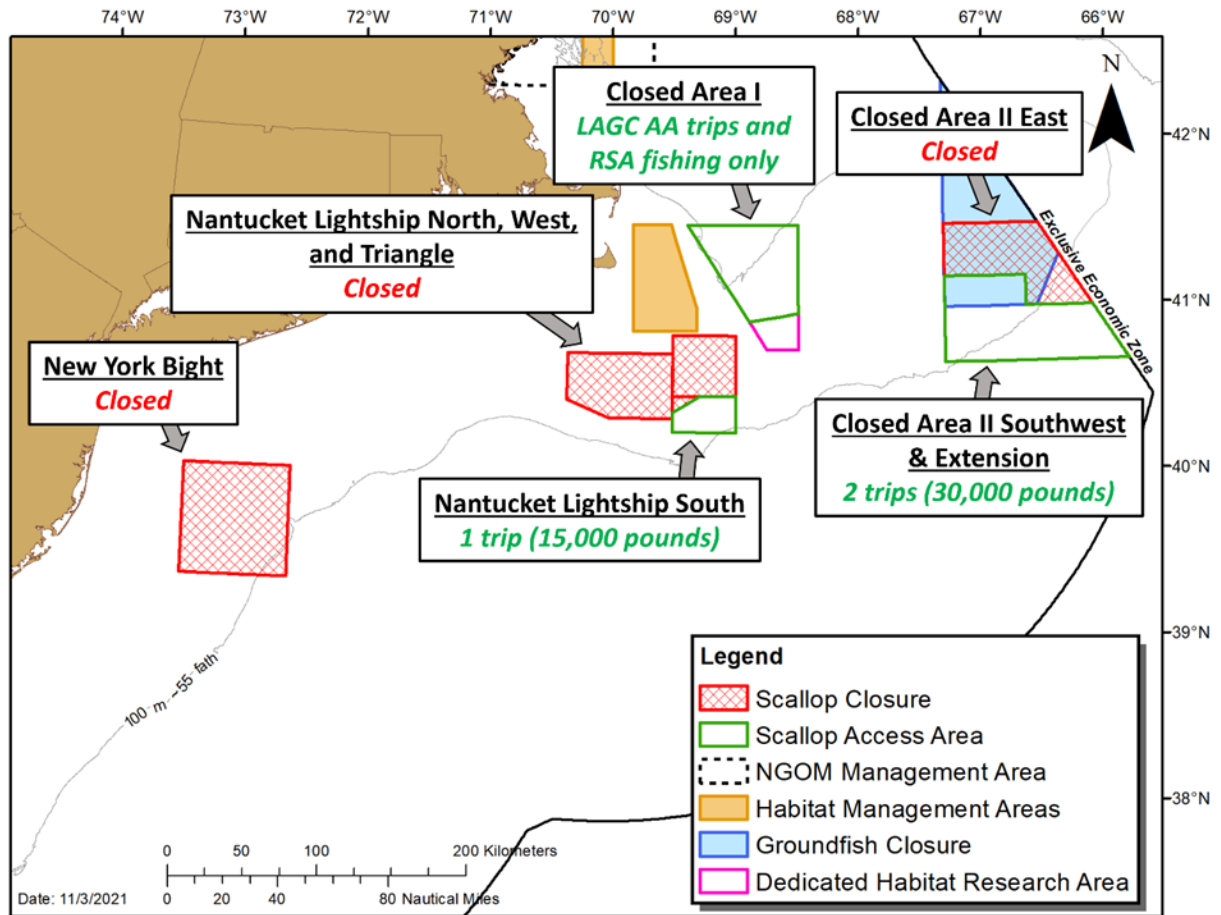 74°W 73°W 72°W 71°W 70°W 69°W 68°W 67°W 66°W
N
Closed Area I
LAGC AA trips and
RSA fishing only
Closed Area II East
Closed
42°N
Nantucket Lightship North, West,
and Triangle
Closed
Exclusive Economic Zone
41°N
New York Bight
Closed
Closed Area II Southwest
& Extension
2 trips (30,000 pounds)
40°N
Nantucket Lightship South
1 trip (15,000 pounds)
39°N
100 m ~55 fath
38°N
Legend
Scallop Closure
Scallop Access Area
NGOM Management Area
Habitat Management Areas
Groundfish Closure
Dedicated Habitat Research Area
0 50 100 200 Kilometers
Date: 11/3/2021
0 20 40 80 Nautical Miles